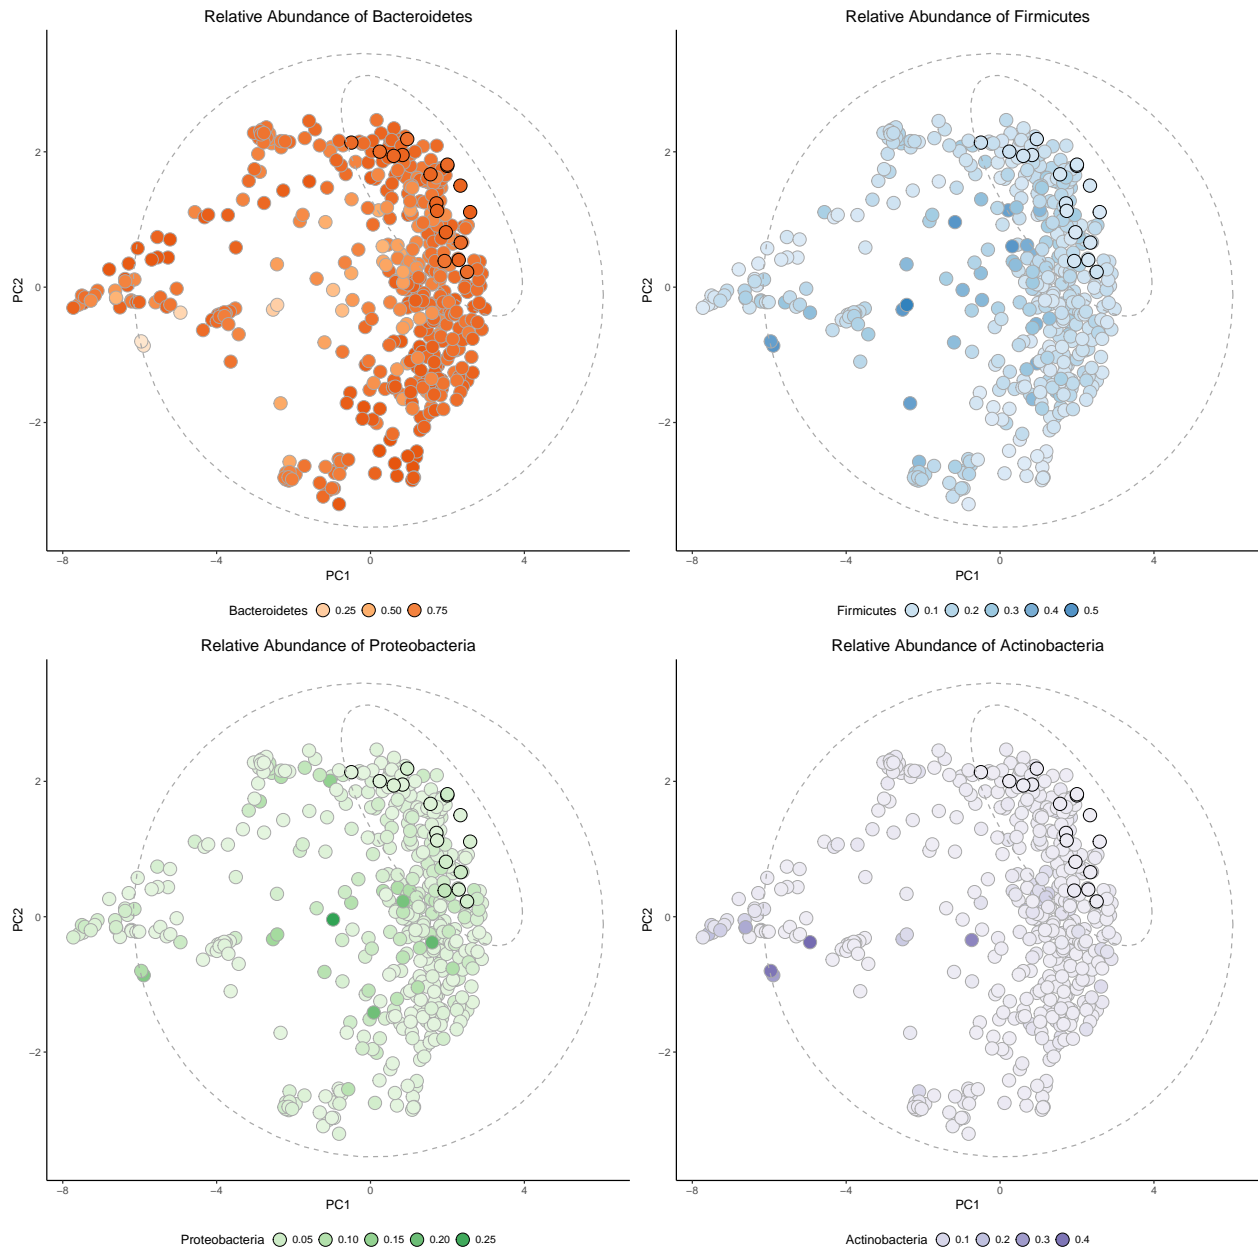 Relative Abundance of Bacteroidetes
PC2
2
0
−2
−8
−4
0
4
PC1
Bacteroidetes 0.25 0.50 0.75
Relative Abundance of Firmicutes
PC2
2
0
−2
−8
−4
0
4
PC1
Firmicutes 0.1 0.2 0.3 0.4 0.5
Relative Abundance of Proteobacteria
PC2
2
0
−2
−8
−4
0
4
PC1
Proteobacteria 0.05 0.10 0.15 0.20 0.25
Relative Abundance of Actinobacteria
PC2
2
0
−2
−8
−4
0
4
PC1
Actinobacteria 0.1 0.2 0.3 0.4